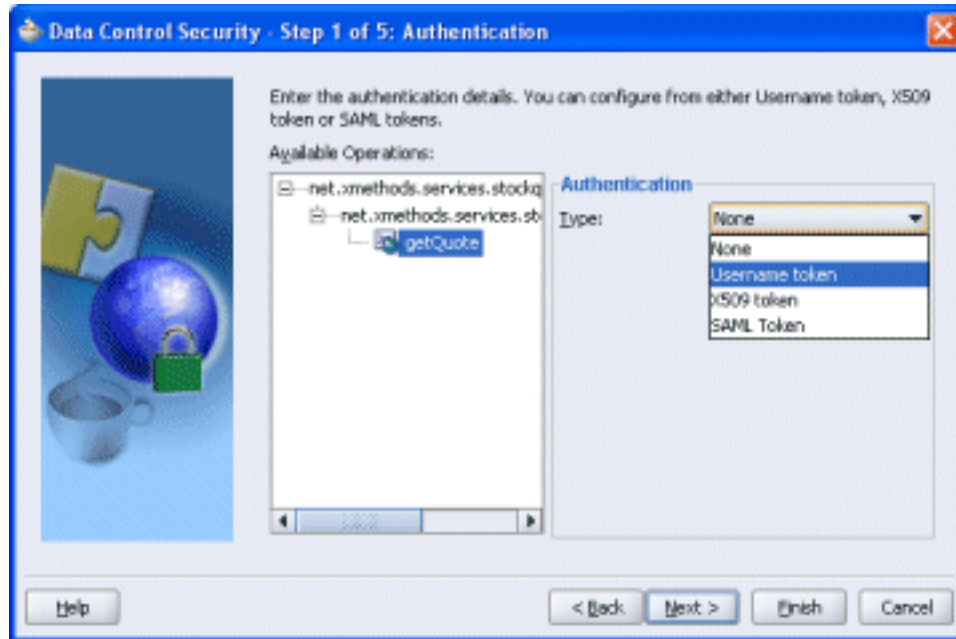 Data Control Security - Step 1 of 5: Authentication
Enter the authentication details. You can configure from either Username token, X509
token or SAML tokens.
Available Operations:
net.xmethods.services.stockq
net.xmethods.services.st
getQuote
Authentication
Type:
None
None
Username token
X509 token
SAML Token
Help
< Back
Next >
Finish
Cancel